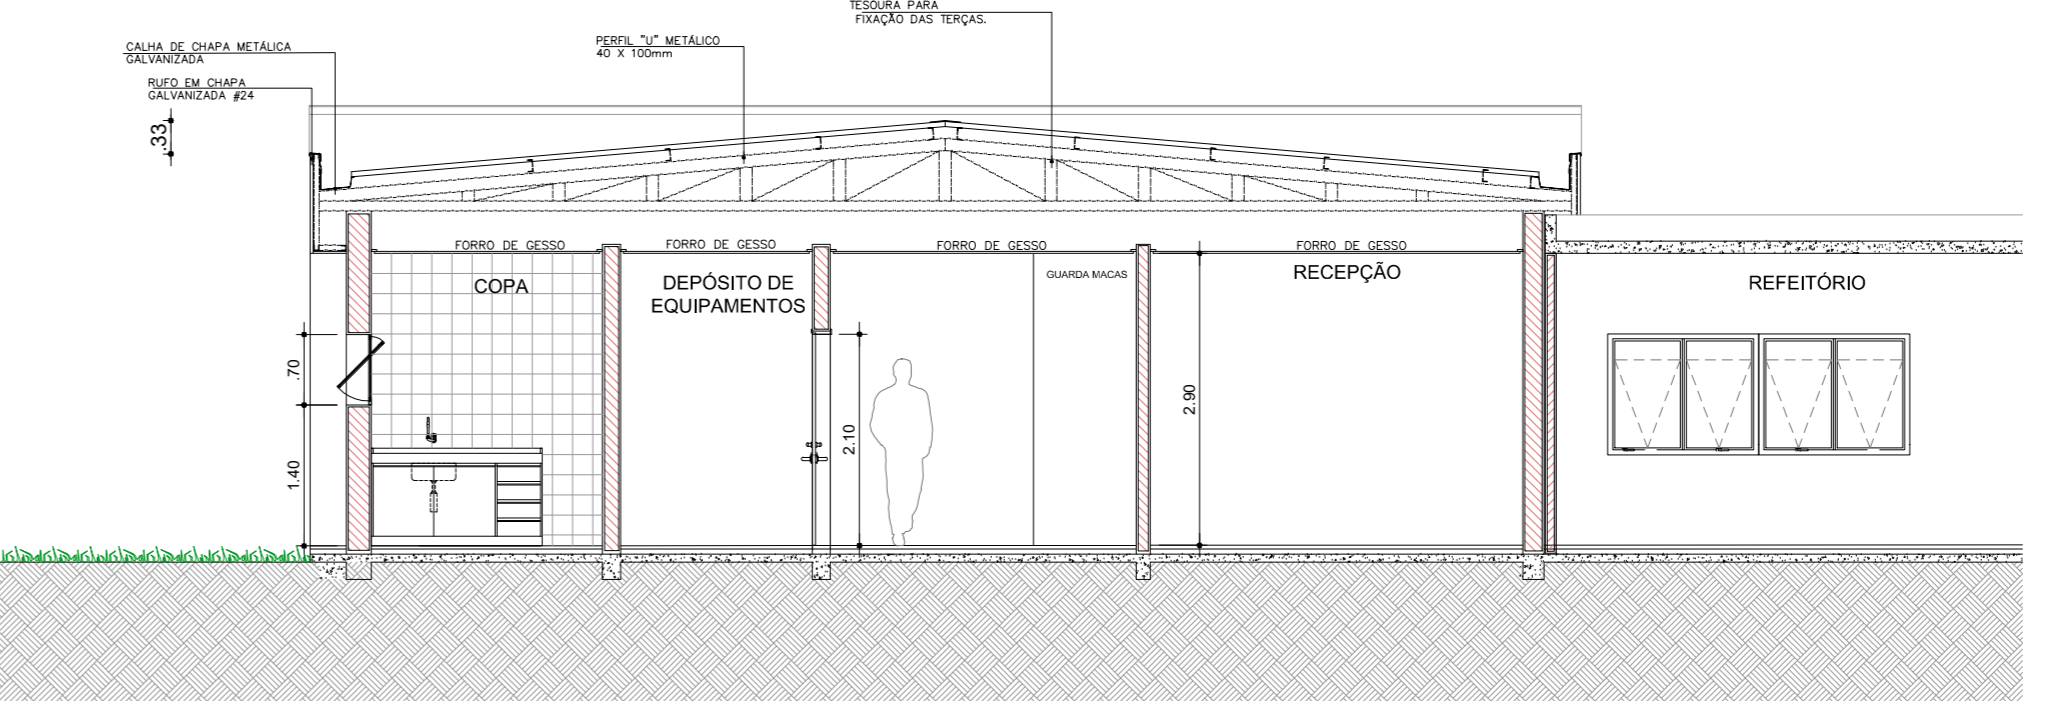 TESOURA PARA
FIXAÇÃO DAS TERÇAS.
PERFIL "U" METÁLICO
40 X 100mm
CALHA DE CHAPA METÁLICA
GALVANIZADA
RUFO EM CHAPA
GALVANIZADA #24
.33
FORRO DE GESSO
FORRO DE GESSO
FORRO DE GESSO
FORRO DE GESSO
COPA
DEPÓSITO DE
EQUIPAMENTOS
GUARDA MACAS
RECEPÇÃO
REFEITÓRIO
.70
1.40
2.10
2.90